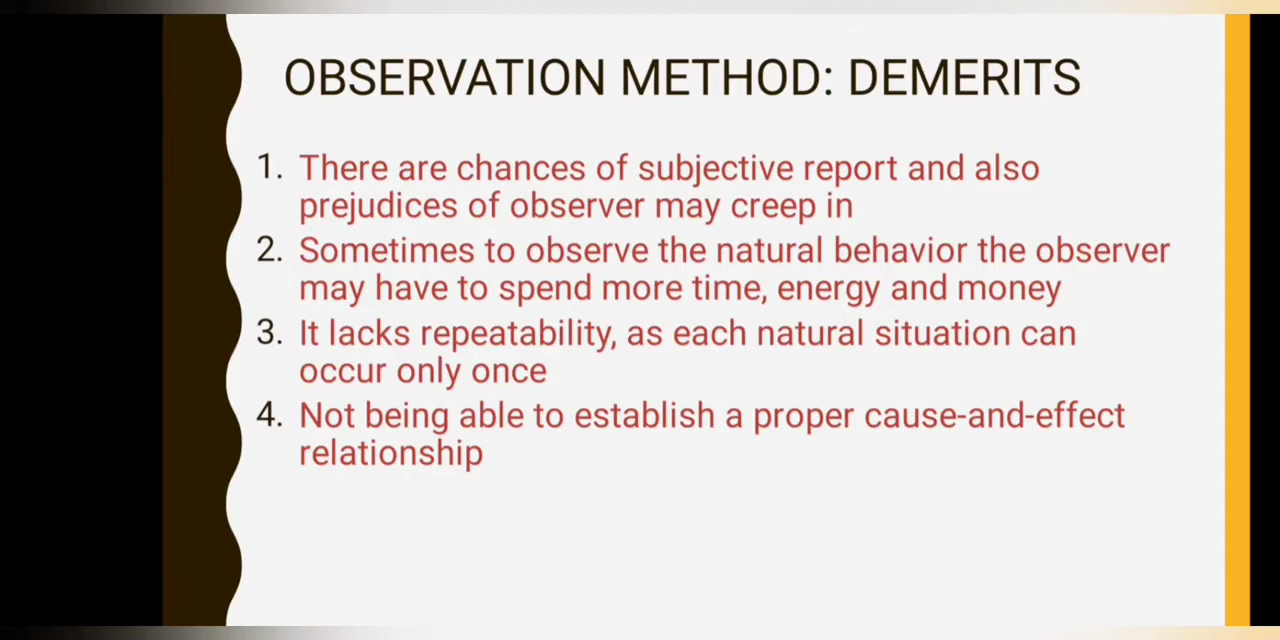 OBSERVATION METHOD: DEMERITS
1. There are chances of subjective report and also
prejudices of observer may creep in
2. Sometimes to observe the natural behavior the observer
may have to spend more time, energy and money
3. It lacks repeatability, as each natural situation can
occur only once
4. Not being able to establish a proper cause-and-effect
relationship